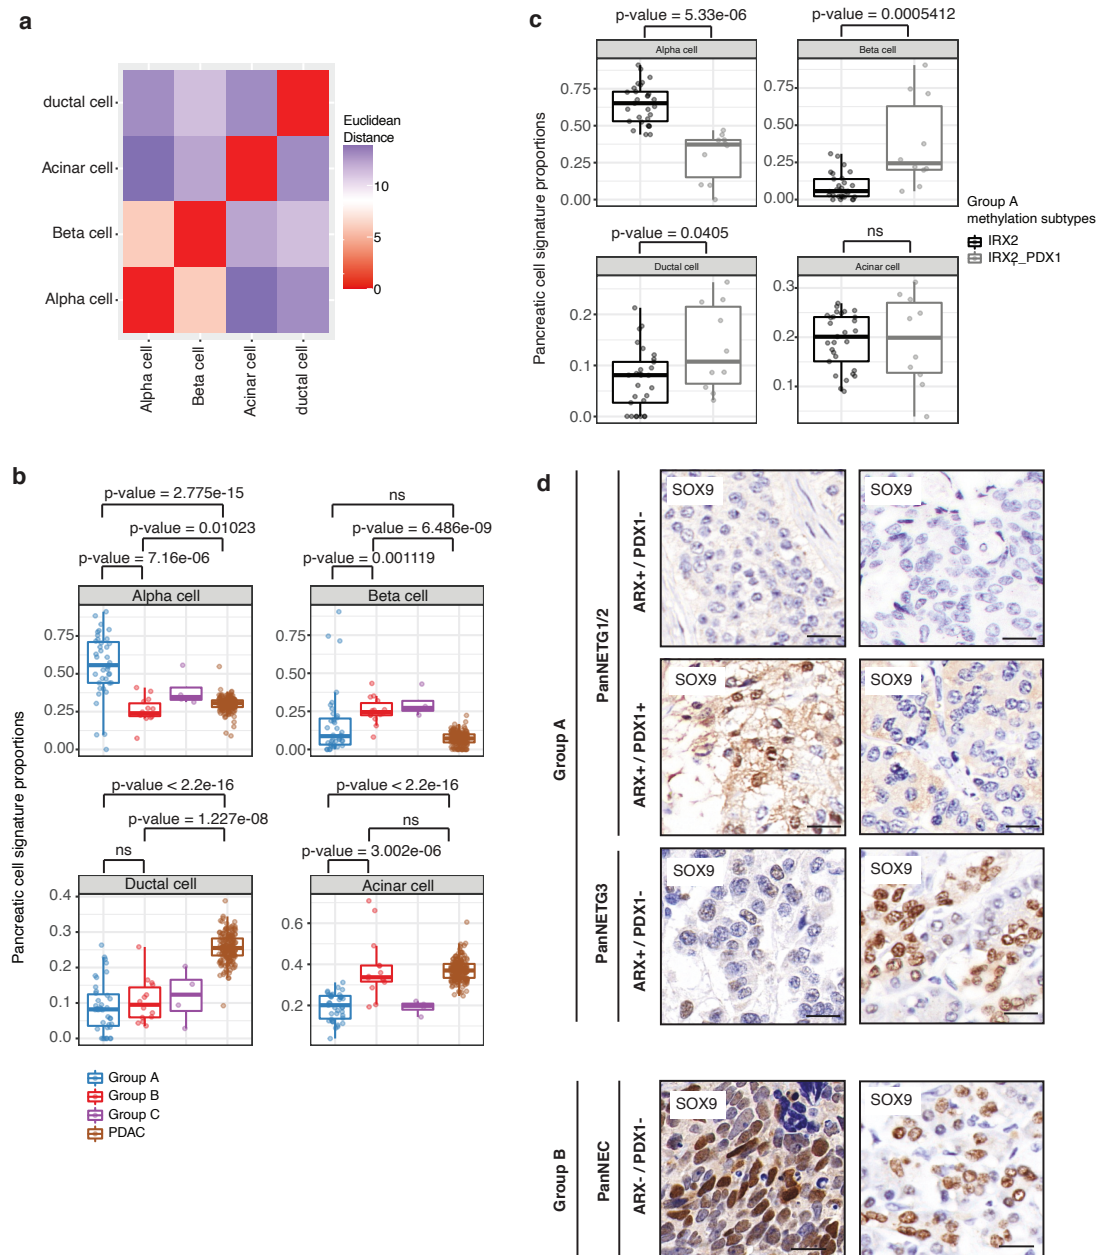 a
ductal cell
Acinar cell
Beta cell
Alpha cell
Alpha cell
Beta cell
Acinar cell
ductal cell
Euclidean
Distance
10
5
0
b
Pancreatic cell signature proportions
p-value = 2.775e-15
p-value = 0.01023
p-value = 7.16e-06
Alpha cell
0.75
0.50
0.25
0.00
ns
p-value = 6.486e-09
p-value = 0.001119
Beta cell
0.75
0.50
0.25
0.00
p-value < 2.2e-16
p-value = 1.227e-08
ns
Ductal cell
0.4
0.3
0.2
0.1
0.0
p-value < 2.2e-16
ns
p-value = 3.002e-06
Acinar cell
0.6
0.4
0.2
Group A
Group B
Group C
PDAC
c
Pancreatic cell signature proportions
p-value = 5.33e-06
Alpha cell
0.75
0.50
0.25
0.00
p-value = 0.0005412
Beta cell
0.75
0.50
0.25
0.00
p-value = 0.0405
Ductal cell
0.2
0.1
0.0
ns
Acinar cell
0.3
0.2
0.1
Group A
methylation subtypes
IRX2
IRX2_PDX1
d
Group A
PanNETG1/2
ARX+ / PDX1-
SOX9
SOX9
ARX+ / PDX1+
SOX9
SOX9
PanNETG3
ARX+ / PDX1-
SOX9
SOX9
Group B
PanNEC
ARX- / PDX1-
SOX9
SOX9